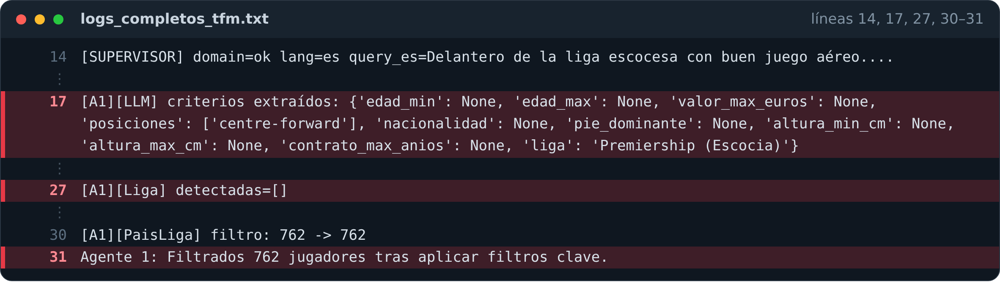 logs_completos_tfm.txt
líneas 14, 17, 27, 30–31
14 [SUPERVISOR] domain=ok lang=es query_es=Delantero de la liga escocesa con buen juego aéreo....
⋮
17 [A1][LLM] criterios extraídos: {'edad_min': None, 'edad_max': None, 'valor_max_euros': None,
'posiciones': ['centre-forward'], 'nacionalidad': None, 'pie_dominante': None, 'altura_min_cm': None,
'altura_max_cm': None, 'contrato_max_anios': None, 'liga': 'Premiership (Escocia)'}
⋮
27 [A1][Liga] detectadas=[]
⋮
30 [A1][PaisLiga] filtro: 762 -> 762
31 Agente 1: Filtrados 762 jugadores tras aplicar filtros clave.